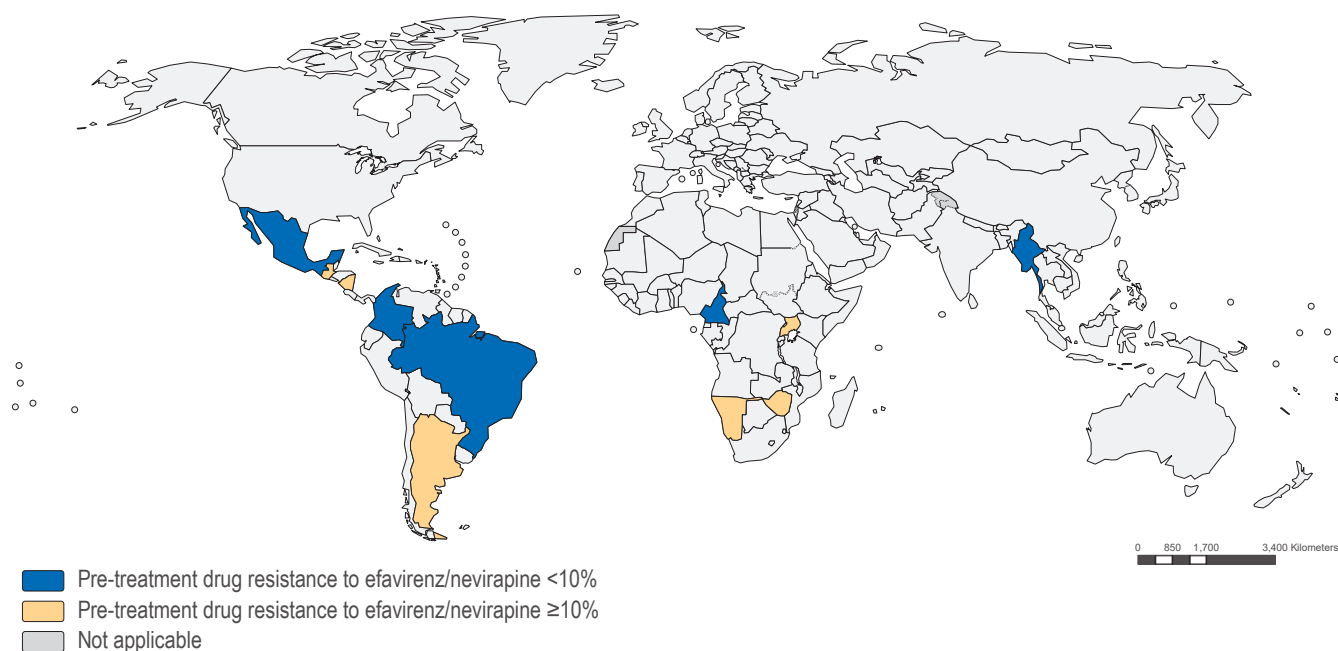 0 850 1,700 3,400 Kilometers
Pre-treatment drug resistance to efavirenz/nevirapine <10%
Pre-treatment drug resistance to efavirenz/nevirapine ≥10%
Not applicable